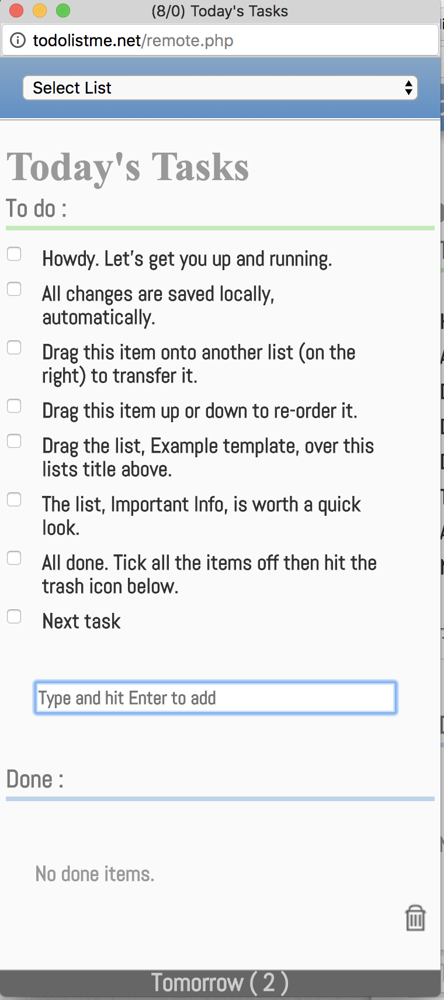 (8/0) Today's Tasks
todolistme.net/remote.php
Select List
Today's Tasks
To do :
Howdy. Let's get you up and running.
All changes are saved locally,
automatically.
Drag this item onto another list (on the
right) to transfer it.
Drag this item up or down to re-order it.
Drag the list, Example template, over this
lists title above.
The list, Important Info, is worth a quick
look.
All done. Tick all the items off then hit the
trash icon below.
Next task
Type and hit Enter to add
Done :
No done items.
Tomorrow ( 2 )